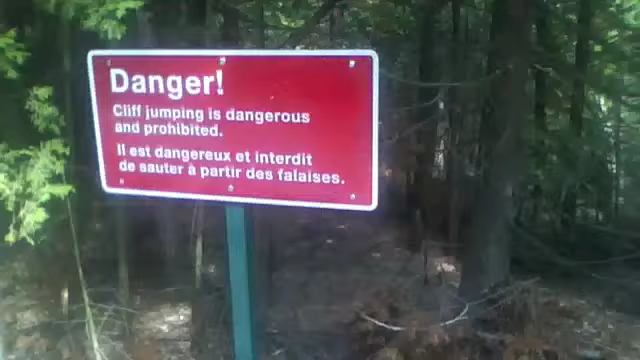 Danger!
Cliff jumping is dangerous
and prohibited.
Il est dangereux et interdit
de sauter à partir des falaises.